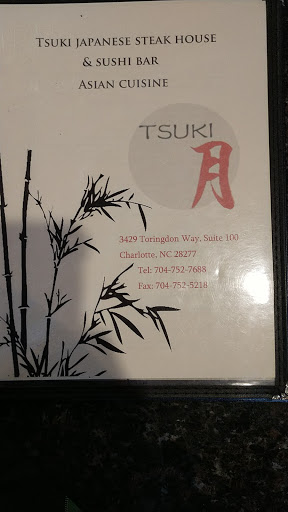 TSUKI JAPANESE STEAK HOUSE
& SUSHI BAR
ASIAN CUISINE
TSUKI
月
3429 Toringdon Way, Suite 100
Charlotte, NC 28277
Tel: 704-752-7688
Fax: 704-752-5218